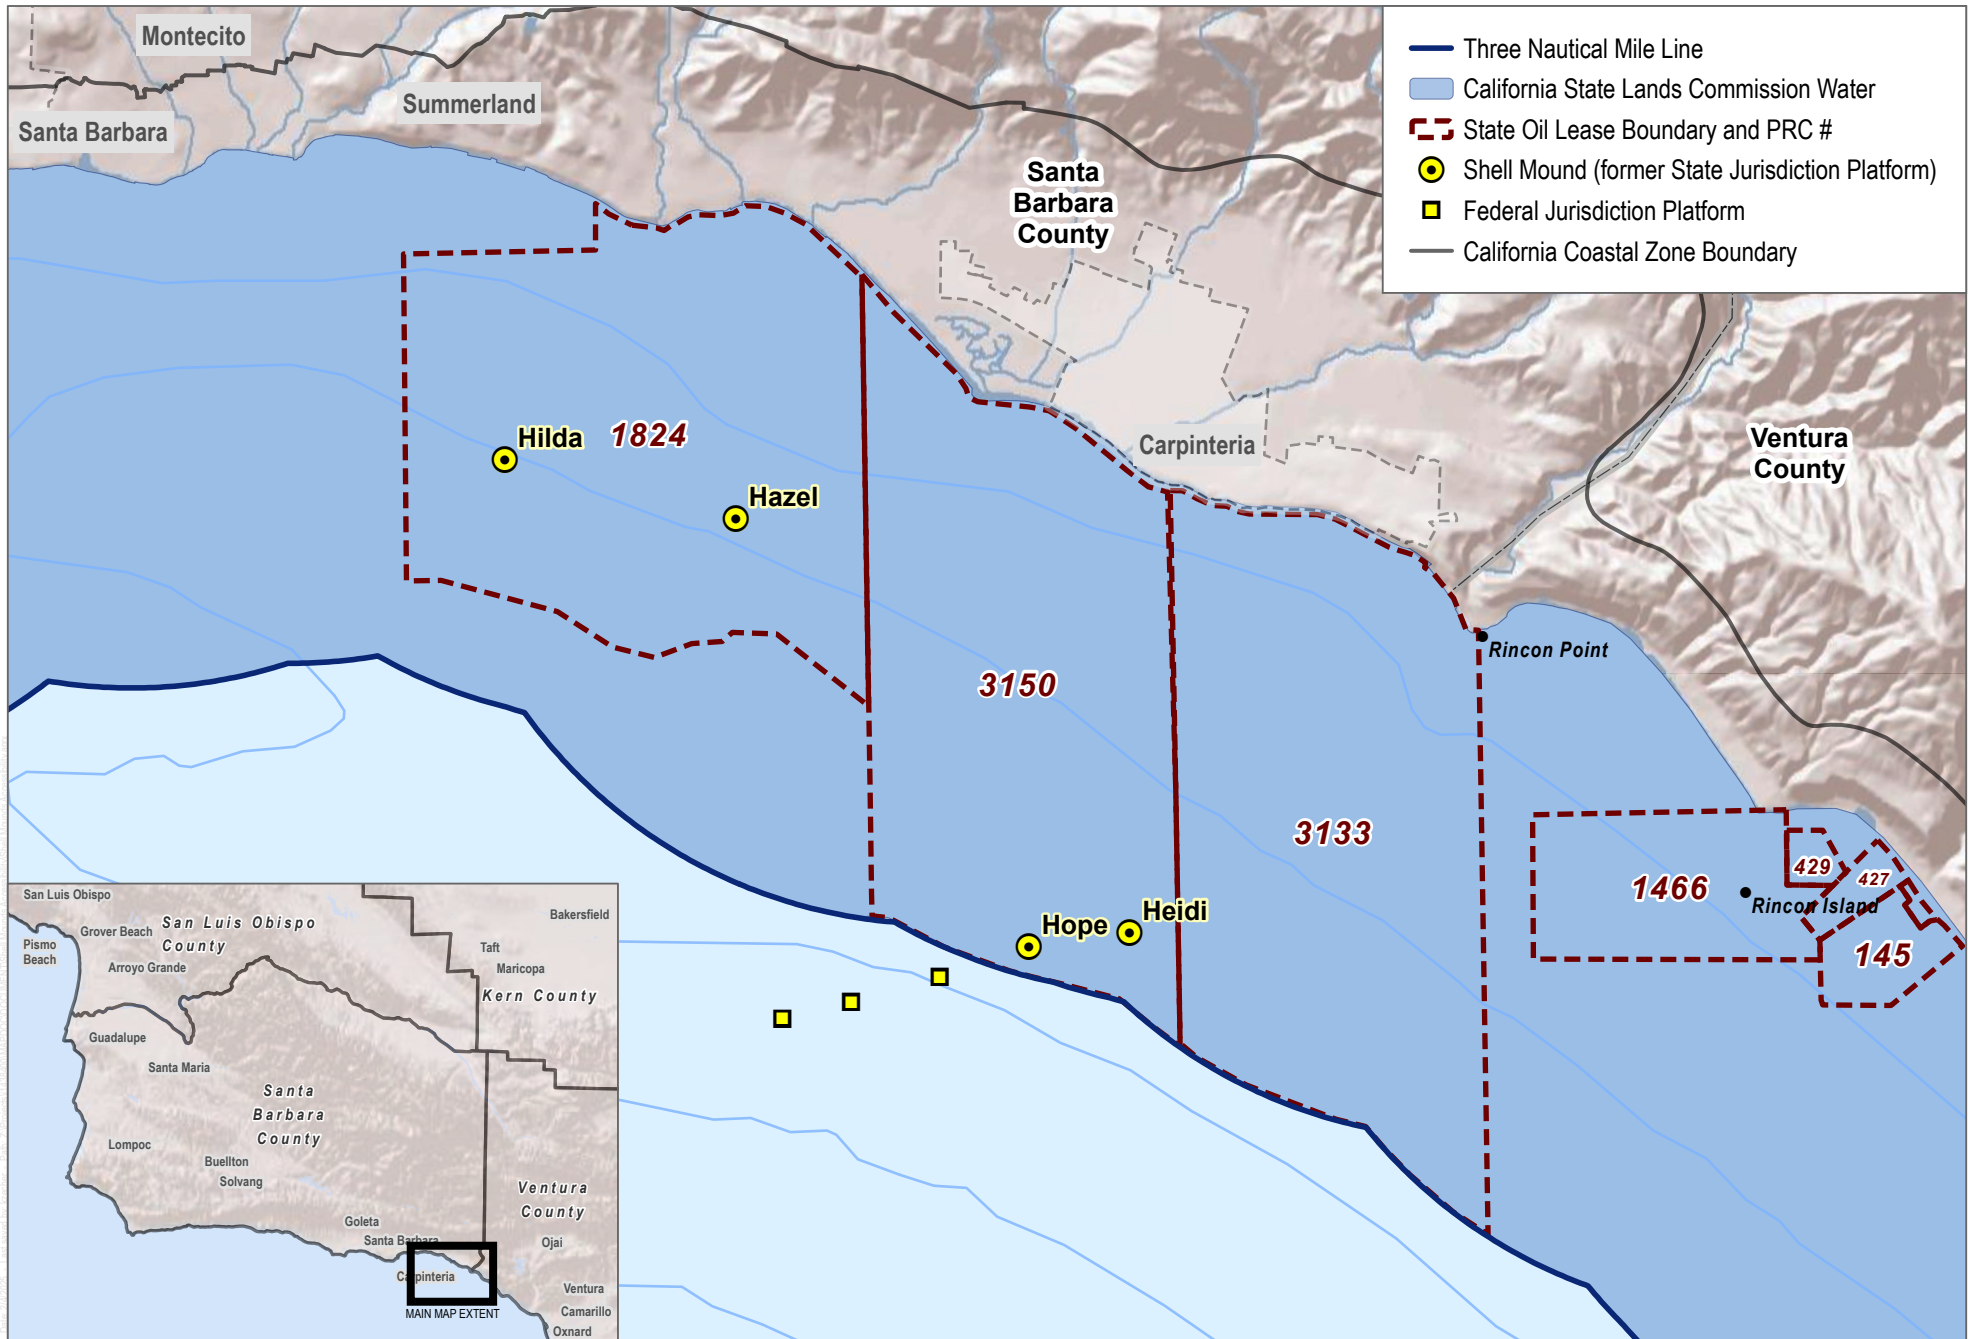 Montecito
Summerland
Santa Barbara
Santa
Barbara
County
Three Nautical Mile Line
California State Lands Commission Water
State Oil Lease Boundary and PRC #
Shell Mound (former State Jurisdiction Platform)
Federal Jurisdiction Platform
California Coastal Zone Boundary
Hilda
1824
Hazel
Carpinteria
Ventura
County
Rincon Point
3150
3133
1466
429
427
Rincon Island
145
Hope
Heidi
San Luis Obispo
Grover Beach
San Luis Obispo
County
Bakersfield
Pismo
Beach
Arroyo Grande
Taft
Maricopa
Kern County
Guadalupe
Santa Maria
Santa
Barbara
County
Lompoc
Buellton
Solvang
Ventura
County
Goleta
Santa Barbara
Ojai
Carpinteria
Ventura
Camarillo
Oxnard
MAIN MAP EXTENT